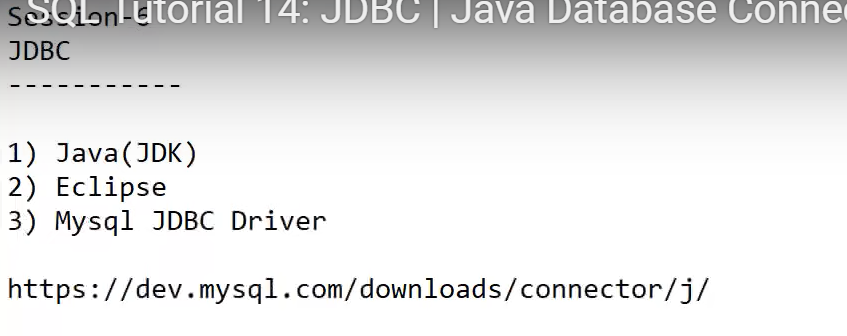 SQL Tutorial 14: JDBC | Java Database Conne
Session-6
JDBC
-----------
1) Java(JDK)
2) Eclipse
3) Mysql JDBC Driver
https://dev.mysql.com/downloads/connector/j/